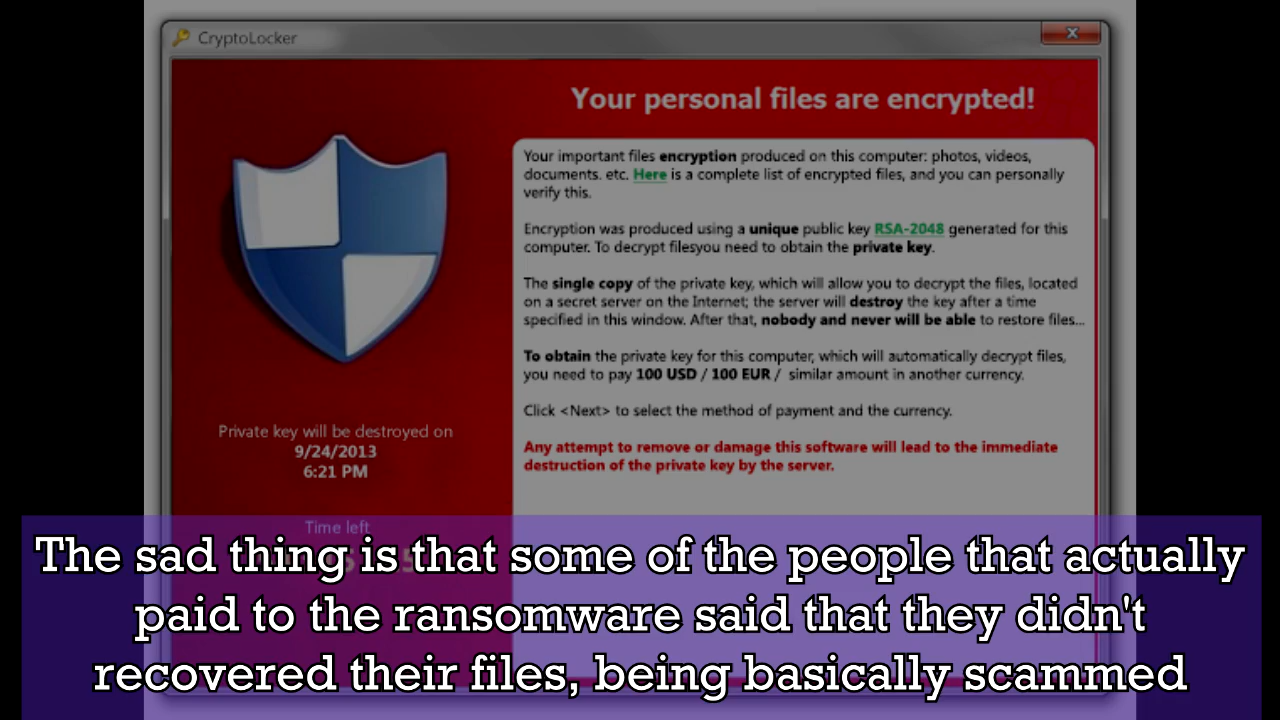 CryptoLocker
Your personal files are encrypted!
Your important files encryption produced on this computer: photos, videos,
documents. etc. Here is a complete list of encrypted files, and you can personally
verify this.
Encryption was produced using a unique public key RSA-2048 generated for this
computer. To decrypt filesyou need to obtain the private key.
The single copy of the private key, which will allow you to decrypt the files, located
on a secret server on the Internet; the server will destroy the key after a time
specified in this window. After that, nobody and never will be able to restore files...
To obtain the private key for this computer, which will automatically decrypt files,
you need to pay 100 USD / 100 EUR / similar amount in another currency.
Click <Next> to select the method of payment and the currency.
Any attempt to remove or damage this software will lead to the immediate
destruction of the private key by the server.
Private key will be destroyed on
9/24/2013
6:21 PM
Time left
The sad thing is that some of the people that actually
paid to the ransomware said that they didn't
recovered their files, being basically scammed